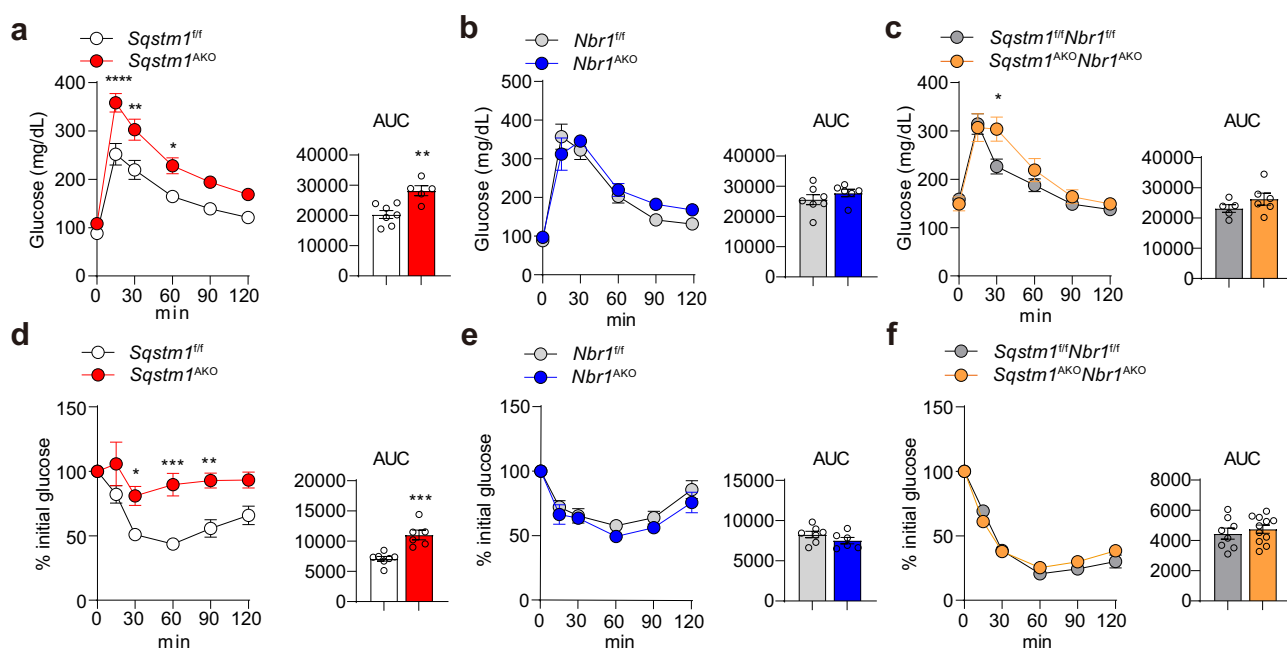 a
Sqstm1f/f
Sqstm1AKO
Glucose (mg/dL)
400
300
200
100
0
****
**
*
0 30 60 90 120
min
AUC
**
40000
30000
20000
10000
0
b
Nbr1f/f
Nbr1AKO
Glucose (mg/dL)
500
400
300
200
100
0
0 30 60 90 120
min
AUC
40000
30000
20000
10000
0
c
Sqstm1f/fNbr1f/f
Sqstm1AKONbr1AKO
Glucose (mg/dL)
400
300
200
100
0
*
0 30 60 90 120
min
AUC
40000
30000
20000
10000
0
d
Sqstm1f/f
Sqstm1AKO
% initial glucose
150
100
50
0
* *** **
0 30 60 90 120
min
AUC
***
20000
15000
10000
5000
0
e
Nbr1f/f
Nbr1AKO
% initial glucose
150
100
50
0
0 30 60 90 120
min
AUC
15000
10000
5000
0
f
Sqstm1f/fNbr1f/f
Sqstm1AKONbr1AKO
% initial glucose
150
100
50
0
0 30 60 90 120
min
AUC
8000
6000
4000
2000
0